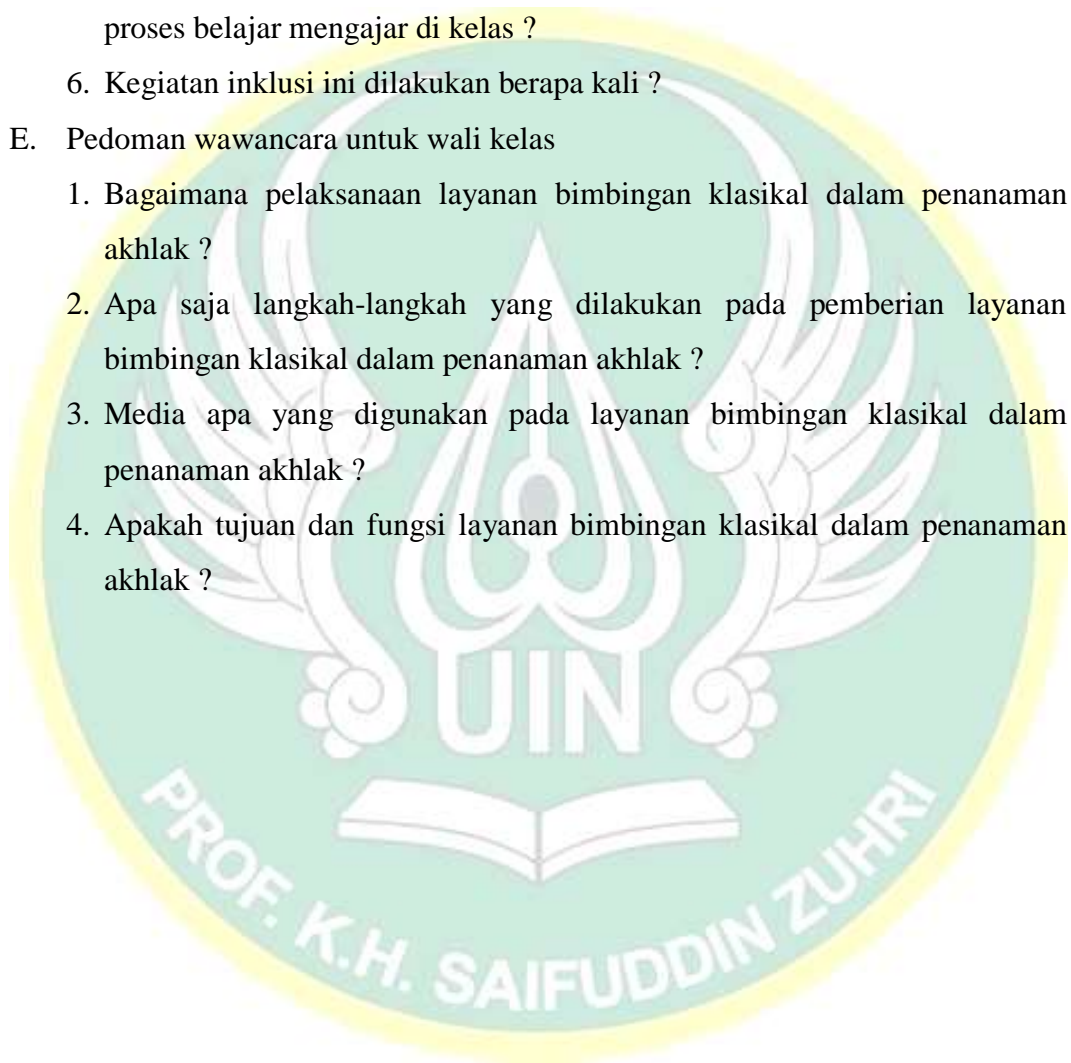 proses belajar mengajar di kelas ?
6. Kegiatan inklusi ini dilakukan berapa kali ?
E. Pedoman wawancara untuk wali kelas
1. Bagaimana pelaksanaan layanan bimbingan klasikal dalam penanaman
akhlak ?
2. Apa saja langkah-langkah yang dilakukan pada pemberian layanan
bimbingan klasikal dalam penanaman akhlak ?
3. Media apa yang digunakan pada layanan bimbingan klasikal dalam
penanaman akhlak ?
4. Apakah tujuan dan fungsi layanan bimbingan klasikal dalam penanaman
akhlak ?
UIN
PROF. K.H. SAIFUDDIN ZUHRI